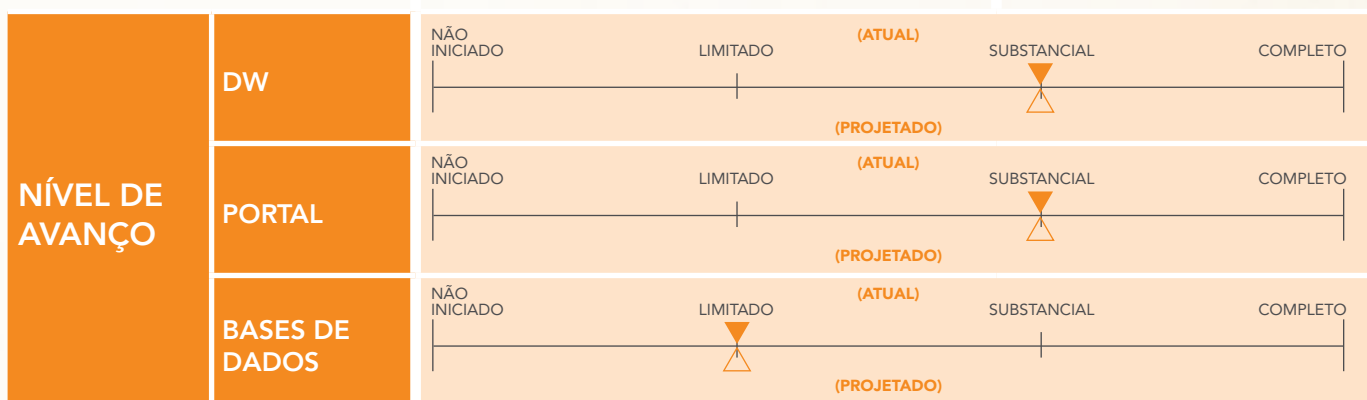 NÍVEL DE
AVANÇO
DW
NÃO
INICIADO
LIMITADO
(ATUAL)
SUBSTANCIAL
COMPLETO
(PROJETADO)
PORTAL
NÃO
INICIADO
LIMITADO
(ATUAL)
SUBSTANCIAL
COMPLETO
(PROJETADO)
BASES DE
DADOS
NÃO
INICIADO
LIMITADO
(ATUAL)
SUBSTANCIAL
COMPLETO
(PROJETADO)